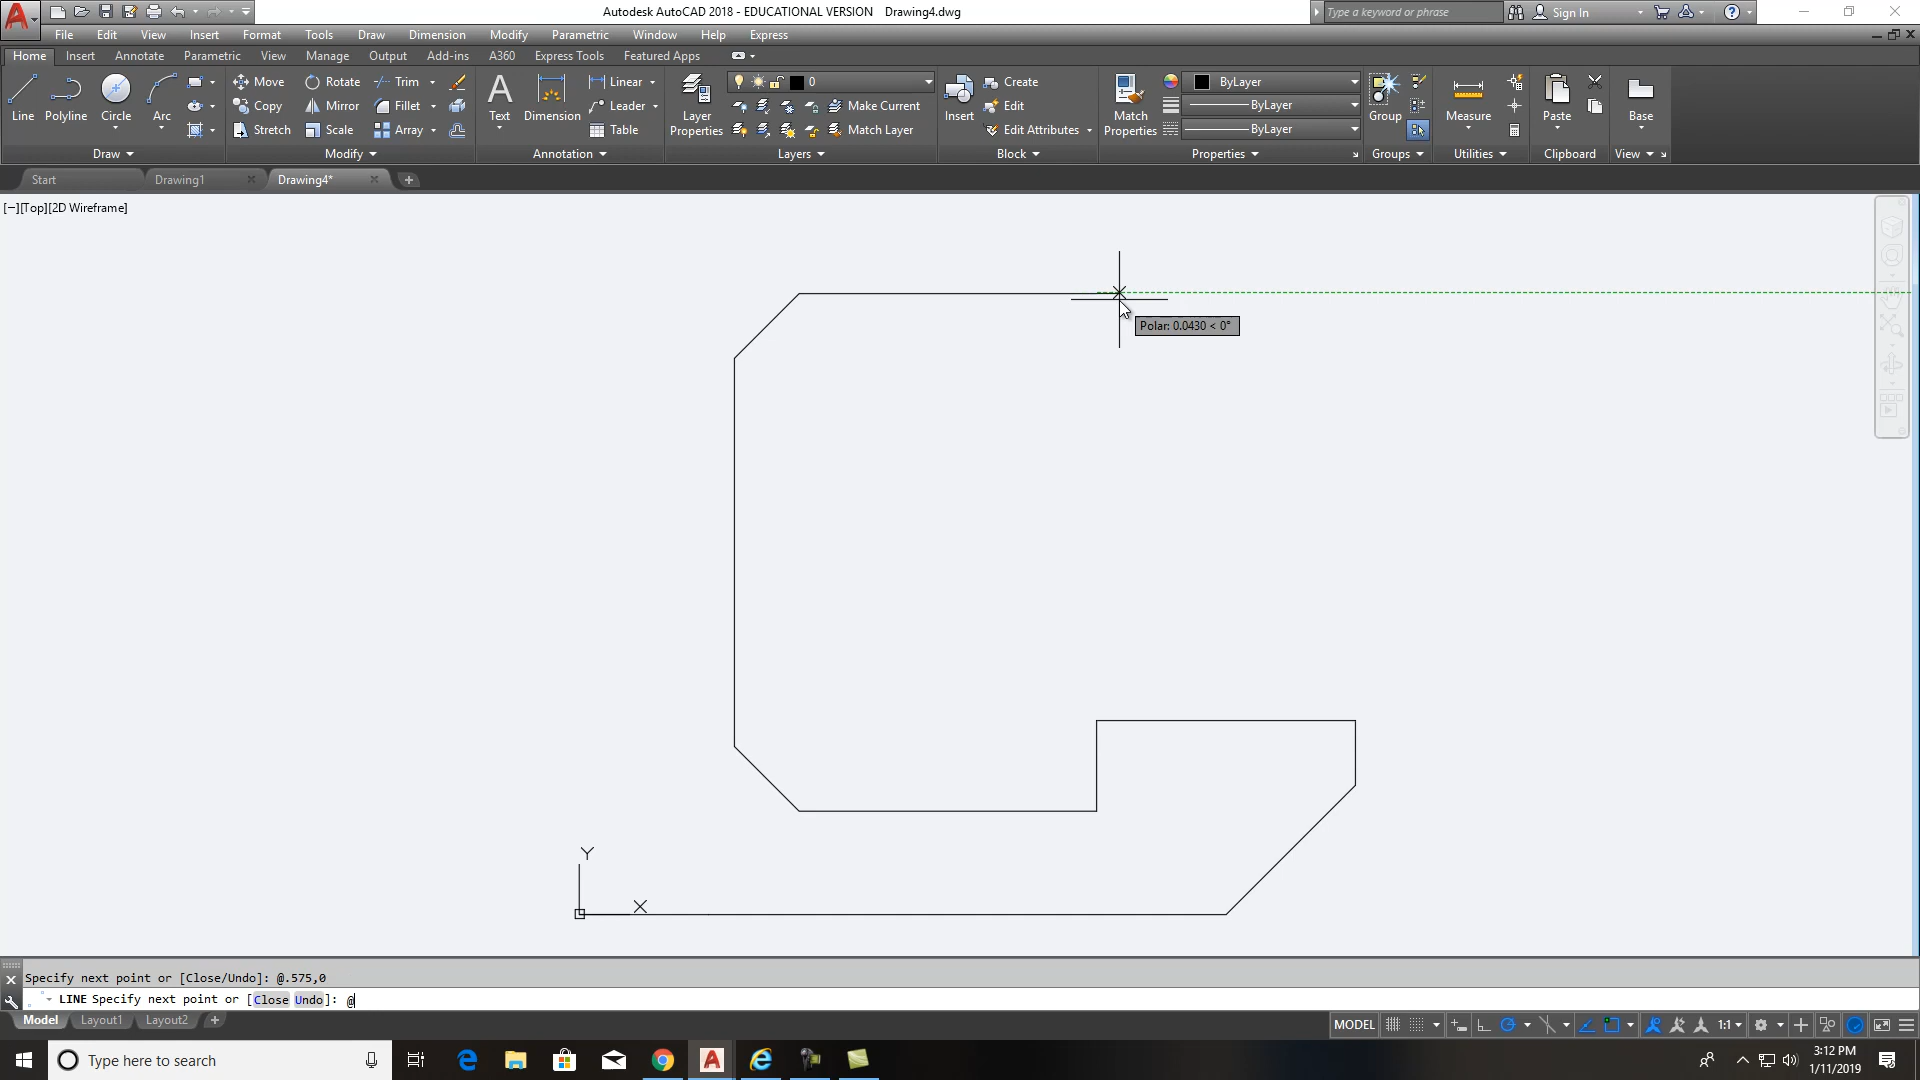 Autodesk AutoCAD 2018 - EDUCATIONAL VERSION Drawing4.dwg
Type a keyword or phrase
Sign In
File Edit View Insert Format Tools Draw Dimension Modify Parametric Window Help Express
Home Insert Annotate Parametric View Manage Output Add-ins A360 Express Tools Featured Apps
Line Polyline Circle Arc
Draw
Move Rotate Trim
Copy Mirror Fillet
Stretch Scale Array
Modify
Text Dimension
Linear
Leader
Table
Annotation
Layer Properties
0
Make Current
Match Layer
Layers
Insert
Create
Edit
Edit Attributes
Block
Match Properties
ByLayer
ByLayer
ByLayer
Properties
Group
Groups
Measure
Utilities
Paste
Clipboard
Base
View
Start Drawing1 Drawing4*
[−][Top][2D Wireframe]
Polar: 0.0430 < 0°
Y
X
Specify next point or [Close/Undo]: @.575,0
LINE Specify next point or [Close Undo]: @
Model Layout1 Layout2
MODEL 1:1
Type here to search
3:12 PM
1/11/2019